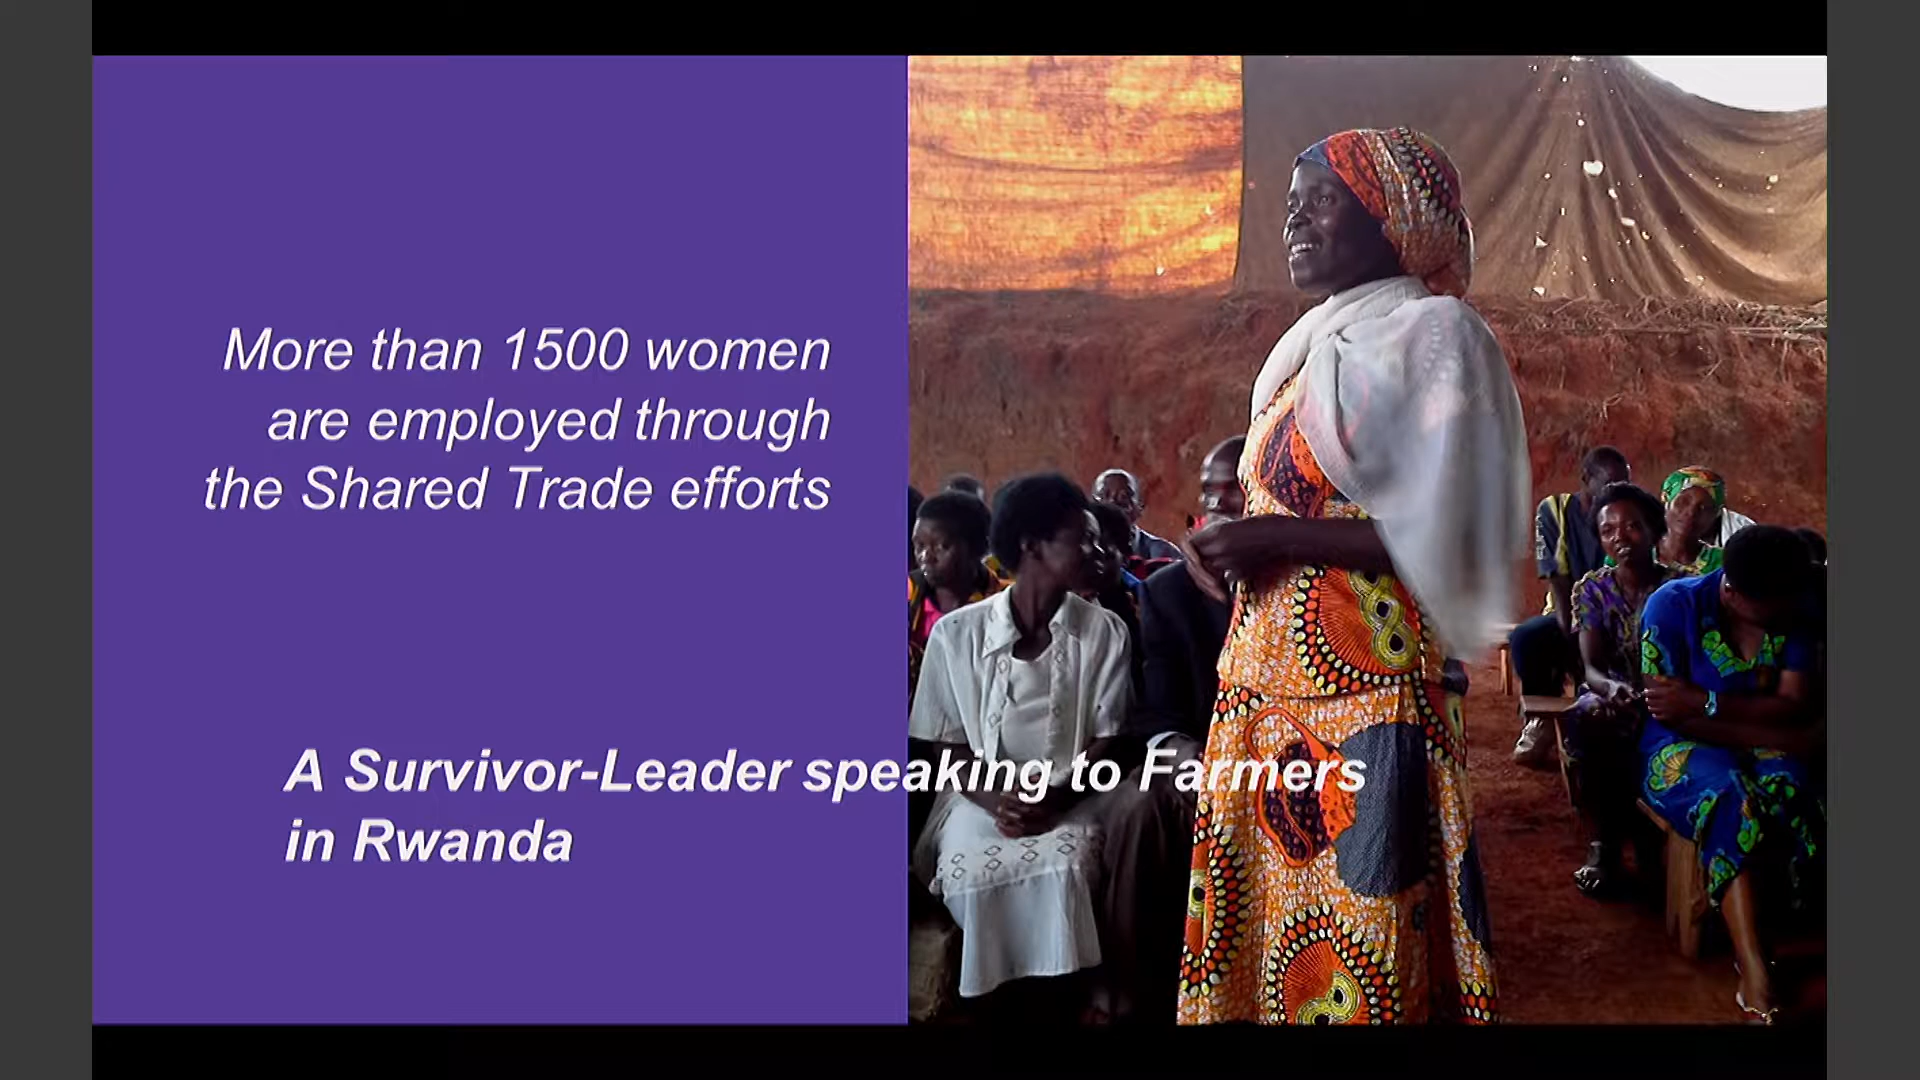 More than 1500 women
are employed through
the Shared Trade efforts
A Survivor-Leader speaking to Farmers
in Rwanda